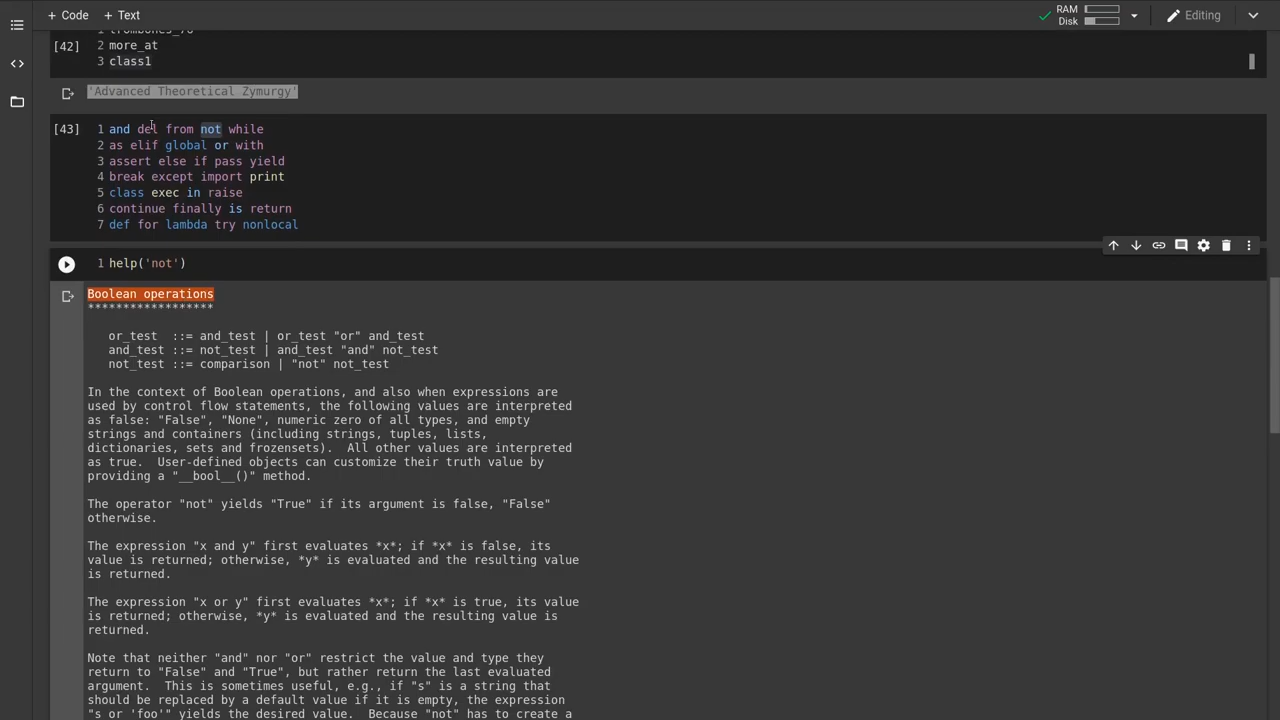 + Code + Text
RAM
Disk
Editing
[42]
2 more_at
3 class1
'Advanced Theoretical Zymurgy'
[43]
1 and del from not while
2 as elif global or with
3 assert else if pass yield
4 break except import print
5 class exec in raise
6 continue finally is return
7 def for lambda try nonlocal
1 help('not')
Boolean operations
******************
or_test ::= and_test | or_test "or" and_test
and_test ::= not_test | and_test "and" not_test
not_test ::= comparison | "not" not_test
In the context of Boolean operations, and also when expressions are
used by control flow statements, the following values are interpreted
as false: "False", "None", numeric zero of all types, and empty
strings and containers (including strings, tuples, lists,
dictionaries, sets and frozensets).  All other values are interpreted
as true.  User-defined objects can customize their truth value by
providing a "__bool__()" method.
The operator "not" yields "True" if its argument is false, "False"
otherwise.
The expression "x and y" first evaluates *x*; if *x* is false, its
value is returned; otherwise, *y* is evaluated and the resulting value
is returned.
The expression "x or y" first evaluates *x*; if *x* is true, its value
is returned; otherwise, *y* is evaluated and the resulting value is
returned.
Note that neither "and" nor "or" restrict the value and type they
return to "False" and "True", but rather return the last evaluated
argument.  This is sometimes useful, e.g., if "s" is a string that
should be replaced by a default value if it is empty, the expression
"s or 'foo'" yields the desired value.  Because "not" has to create a